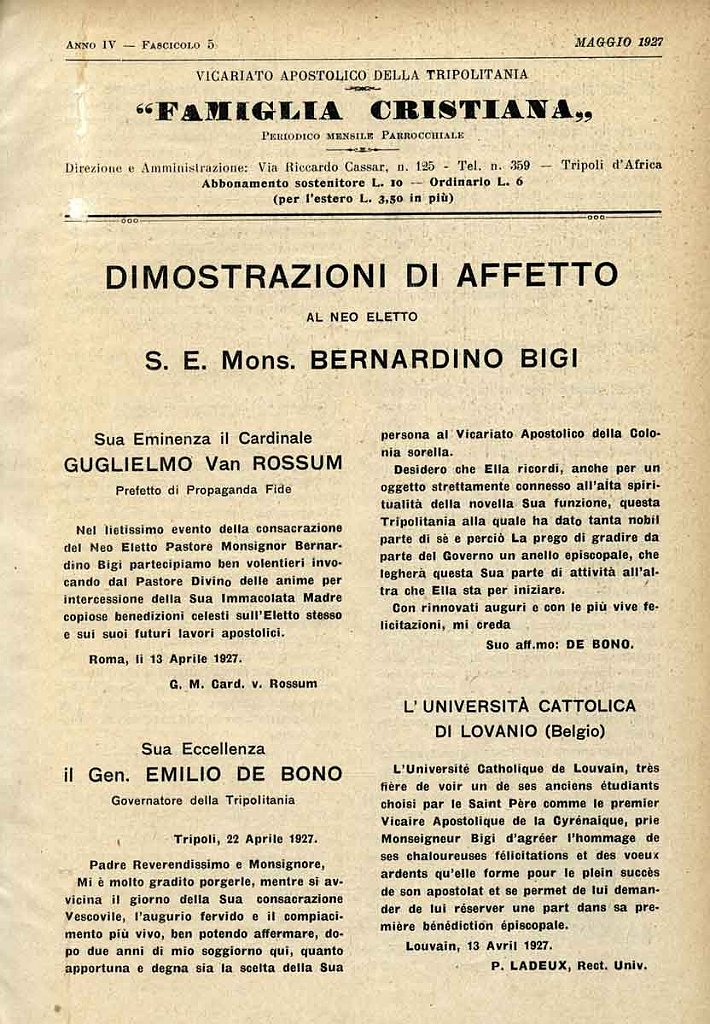 ANNO IV — FASCICOLO 5
MAGGIO 1927
VICARIATO APOSTOLICO DELLA TRIPOLITANIA
“FAMIGLIA CRISTIANA„
PERIODICO MENSILE PARROCCHIALE
Direzione e Amministrazione: Via Riccardo Cassar, n. 125 - Tel. n. 359 — Tripoli d'Africa
Abbonamento sostenitore L. 10 — Ordinario L. 6
(per l'estero L. 3,50 in più)
DIMOSTRAZIONI DI AFFETTO
AL NEO ELETTO
S. E. Mons. BERNARDINO BIGI
Sua Eminenza il Cardinale
GUGLIELMO Van ROSSUM
Prefetto di Propaganda Fide
Nel lietissimo evento della consacrazione
del Neo Eletto Pastore Monsignor Bernar-
dino Bigi partecipiamo ben volentieri invo-
cando dal Pastore Divino delle anime per
intercessione della Sua Immacolata Madre
copiose benedizioni celesti sull'Eletto stesso
e sui suoi futuri lavori apostolici.
Roma, li 13 Aprile 1927.
G. M. Card. v. Rossum
Sua Eccellenza
il Gen. EMILIO DE BONO
Governatore della Tripolitania
Tripoli, 22 Aprile 1927.
Padre Reverendissimo e Monsignore,
Mi è molto gradito porgerle, mentre si av-
vicina il giorno della Sua consacrazione
Vescovile, l'augurio fervido e il compiaci-
mento più vivo, ben potendo affermare, do-
po due anni di mio soggiorno qui, quanto
apportuna e degna sia la scelta della Sua
persona al Vicariato Apostolico della Colo-
nia sorella.
Desidero che Ella ricordi, anche per un
oggetto strettamente connesso all'alta spiri-
tualità della novella Sua funzione, questa
Tripolitania alla quale ha dato tanta nobil
parte di sè e perciò La prego di gradire da
parte del Governo un anello episcopale, che
legherà questa Sua parte di attività all'al-
tra che Ella sta per iniziare.
Con rinnovati auguri e con le più vive fe-
licitazioni, mi creda
Suo aff.mo: DE BONO.
L'UNIVERSITÀ CATTOLICA
DI LOVANIO (Belgio)
L'Université Catholique de Louvain, très
fière de voir un de ses anciens étudiants
choisi par le Saint Père comme le premier
Vicaire Apostolique de la Cyrénaique, prie
Monseigneur Bigi d'agréer l'hommage de
ses chaloureuses félicitations et des voeux
ardents qu'elle forme pour le plein succès
de son apostolat et se permet de lui deman-
der de lui réserver une part dans sa pre-
mière bénédiction épiscopale.
Louvain, 13 Avril 1927.
P. LADEUX, Rect. Univ.